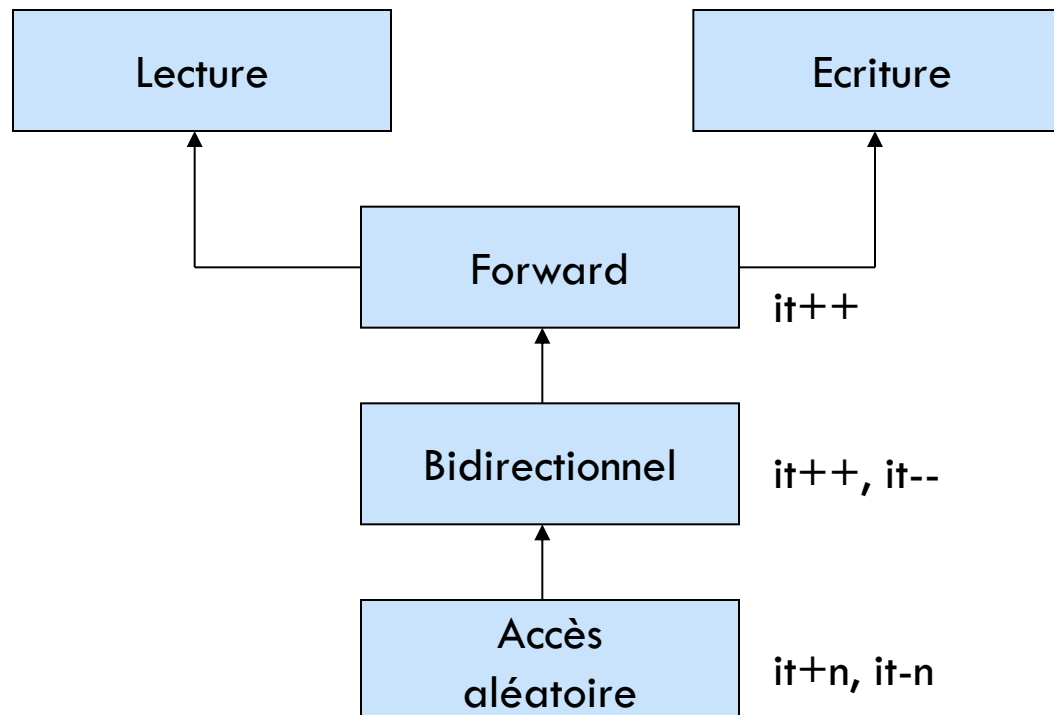 Lecture
Ecriture
Forward
it++
Bidirectionnel
it++, it--
Accès
aléatoire
it+n, it-n